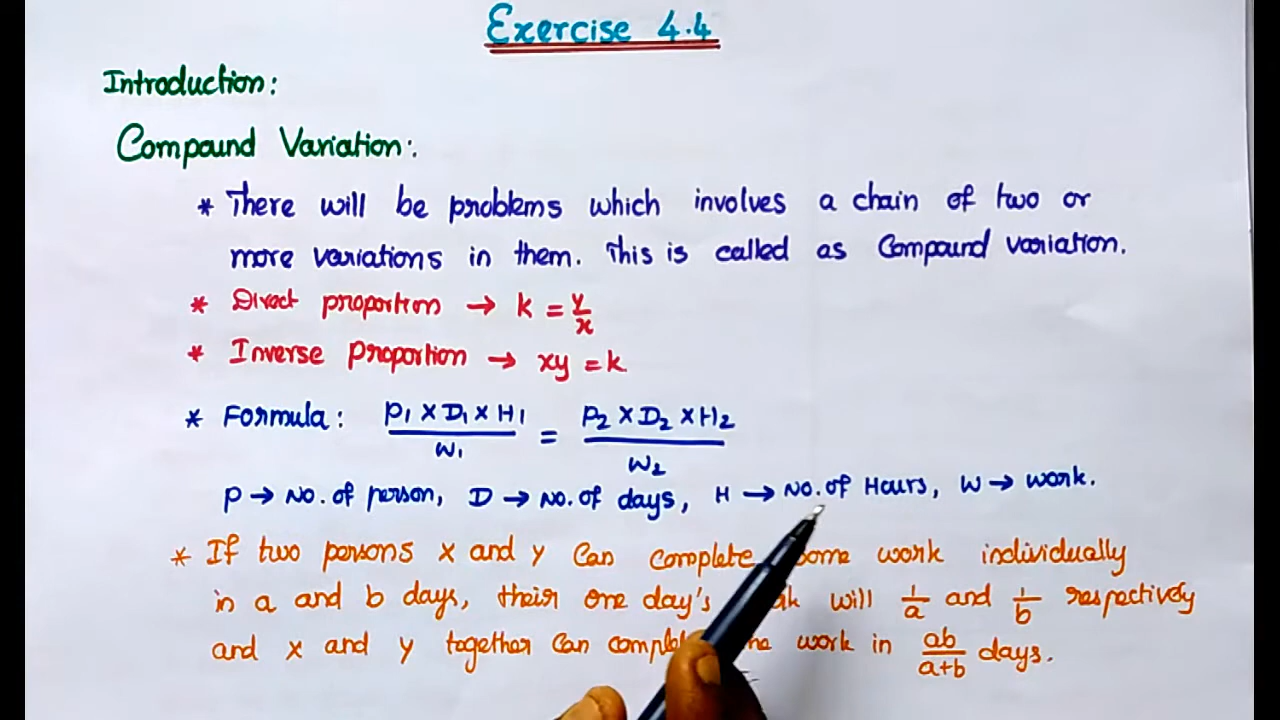 Exercise 4.4
Introduction:
Compound Variation:
* There will be problems which involves a chain of two or
more variations in them. This is called as Compound variation.
* Direct proportion → k = y/x
* Inverse Proportion → xy = k
* Formula: P₁ × D₁ × H₁ / W₁ = P₂ × D₂ × H₂ / W₂
P → No. of person, D → No. of days, H → No. of Hours, W → work.
* If two persons x and y can complete some work individually
in a and b days, their one day's will 1/a and 1/b respectively
and x and y together can work in ab/a+b days.